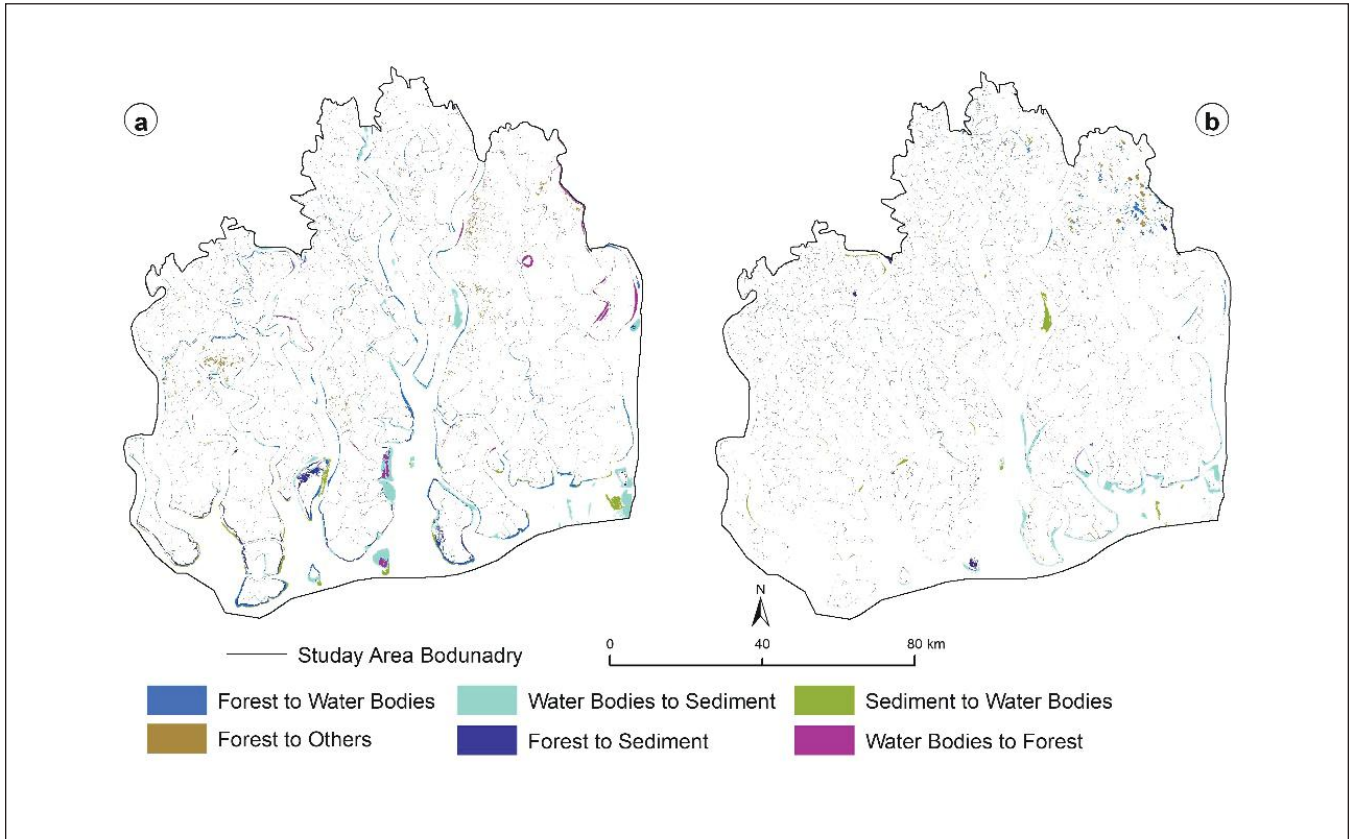 a
b
N
0 40 80 km
Studay Area Bodunadry
Forest to Water Bodies Water Bodies to Sediment Sediment to Water Bodies
Forest to Others Forest to Sediment Water Bodies to Forest